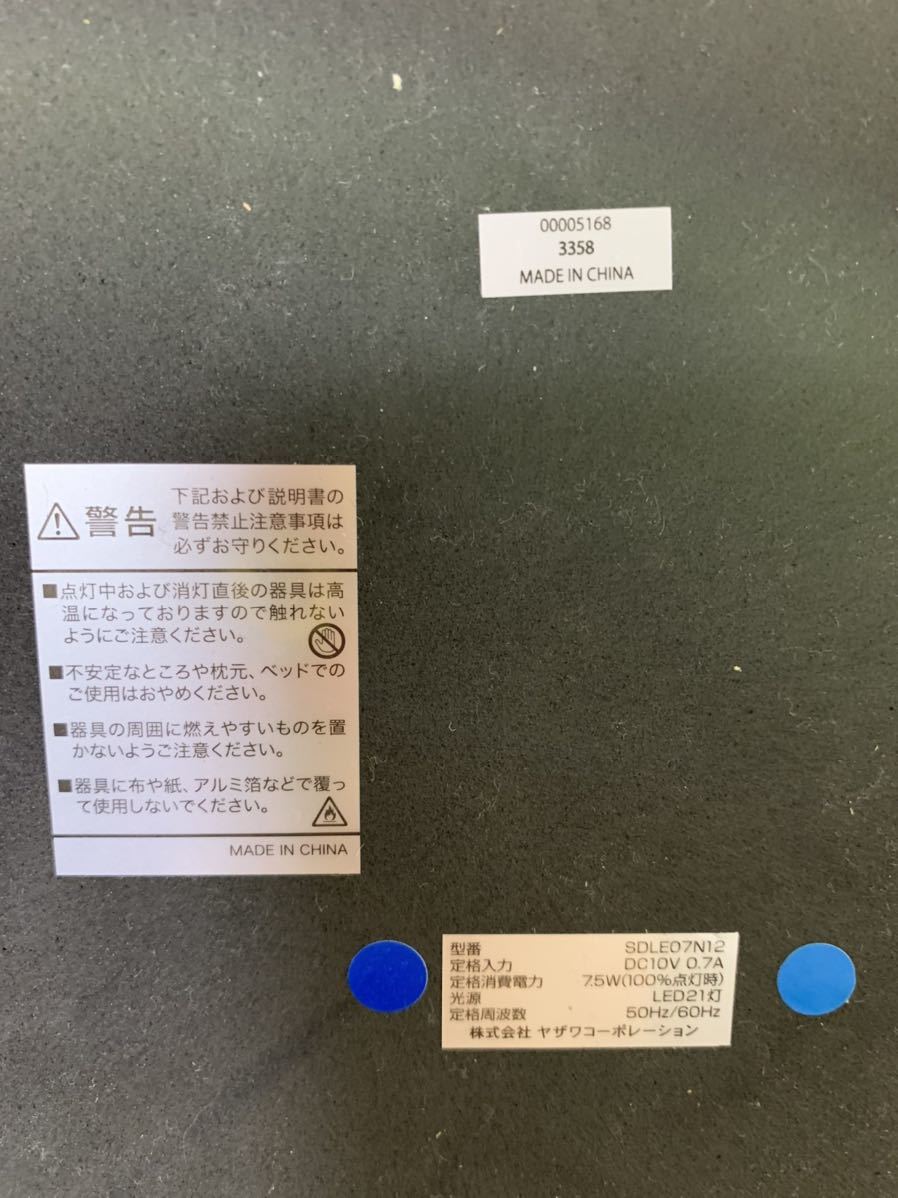 00005168
3358
MADE IN CHINA
警告
下記および説明書の
警告禁止注意事項は
必ずお守りください。
■点灯中および消灯直後の器具は高
温になっておりますので触れない
ようにご注意ください。
■不安定なところや枕元、ベッドでの
ご使用はおやめください。
■器具の周囲に燃えやすいものを置
かないようご注意ください。
■器具に布や紙、アルミ箔などで覆っ
て使用しないでください。
MADE IN CHINA
型番 SDLE07N12
定格入力 DC10V 0.7A
定格消費電力 7.5W(100%点灯時)
光源 LED21灯
定格周波数 50Hz/60Hz
株式会社 ヤザワコーポレーション